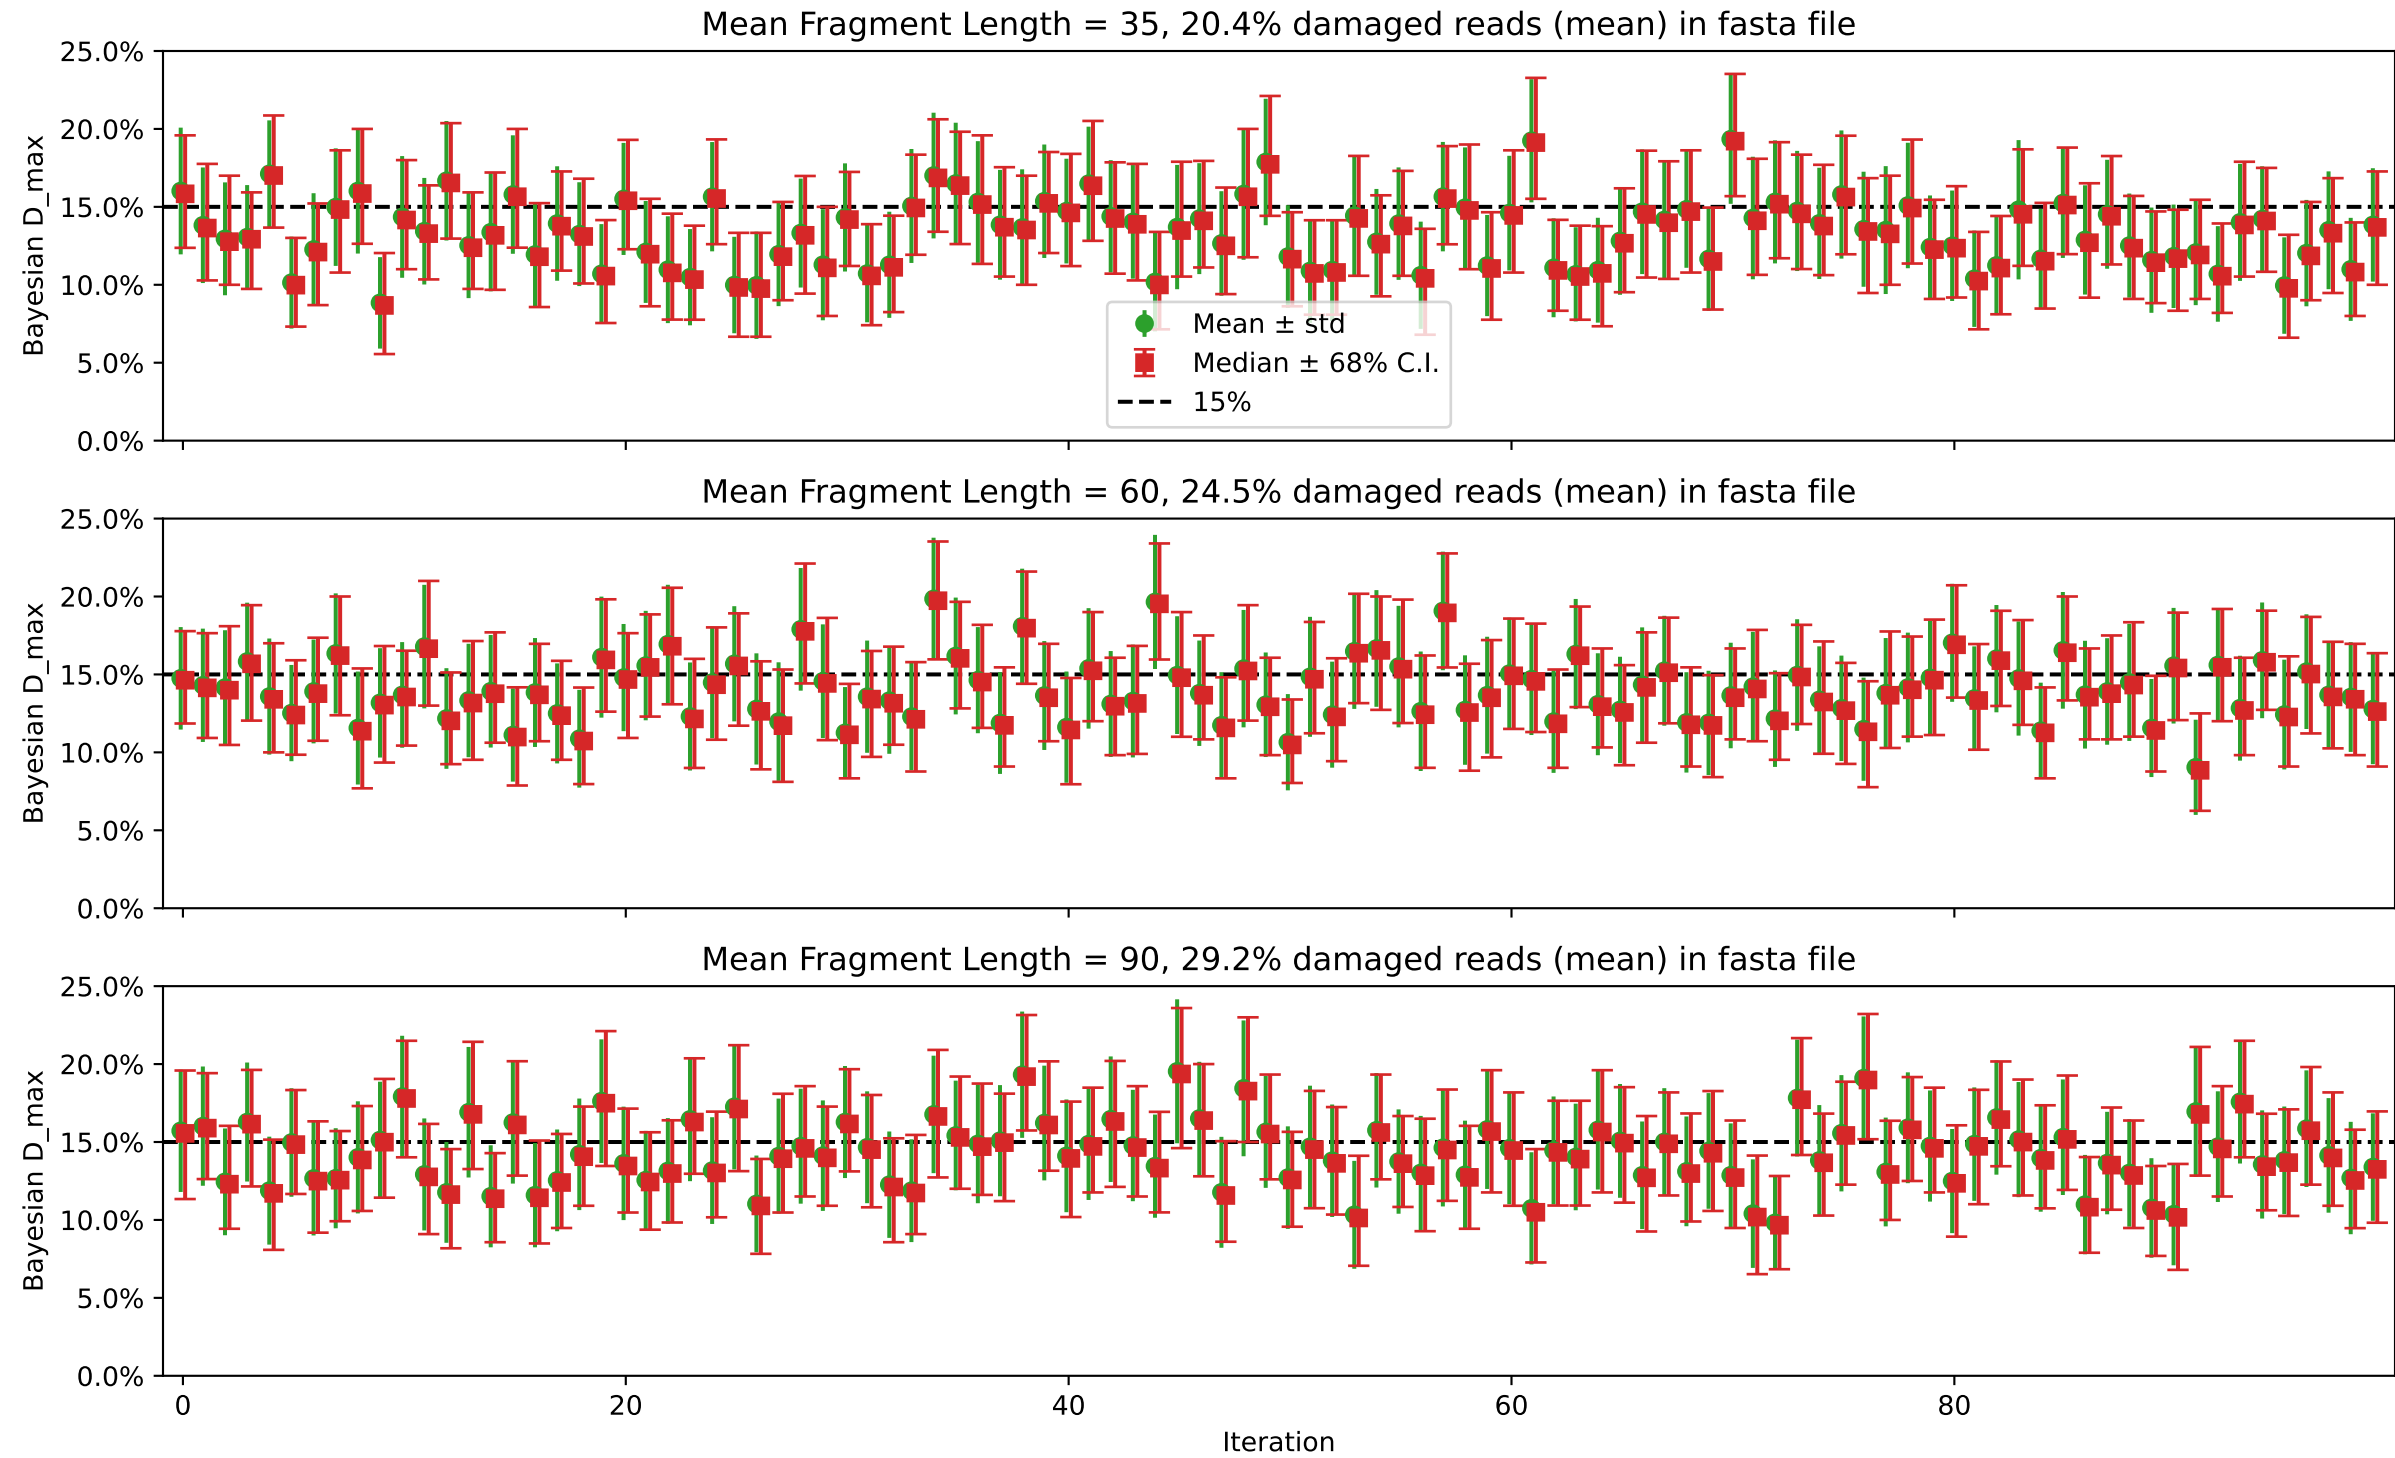 Mean Fragment Length = 35, 20.4% damaged reads (mean) in fasta file
25.0%
20.0%
15.0%
10.0%
5.0%
0.0%
Bayesian D_max
Mean ± std
Median ± 68% C.I.
15%
Mean Fragment Length = 60, 24.5% damaged reads (mean) in fasta file
25.0%
20.0%
15.0%
10.0%
5.0%
0.0%
Bayesian D_max
Mean Fragment Length = 90, 29.2% damaged reads (mean) in fasta file
25.0%
20.0%
15.0%
10.0%
5.0%
0.0%
Bayesian D_max
0 20 40 60 80
Iteration